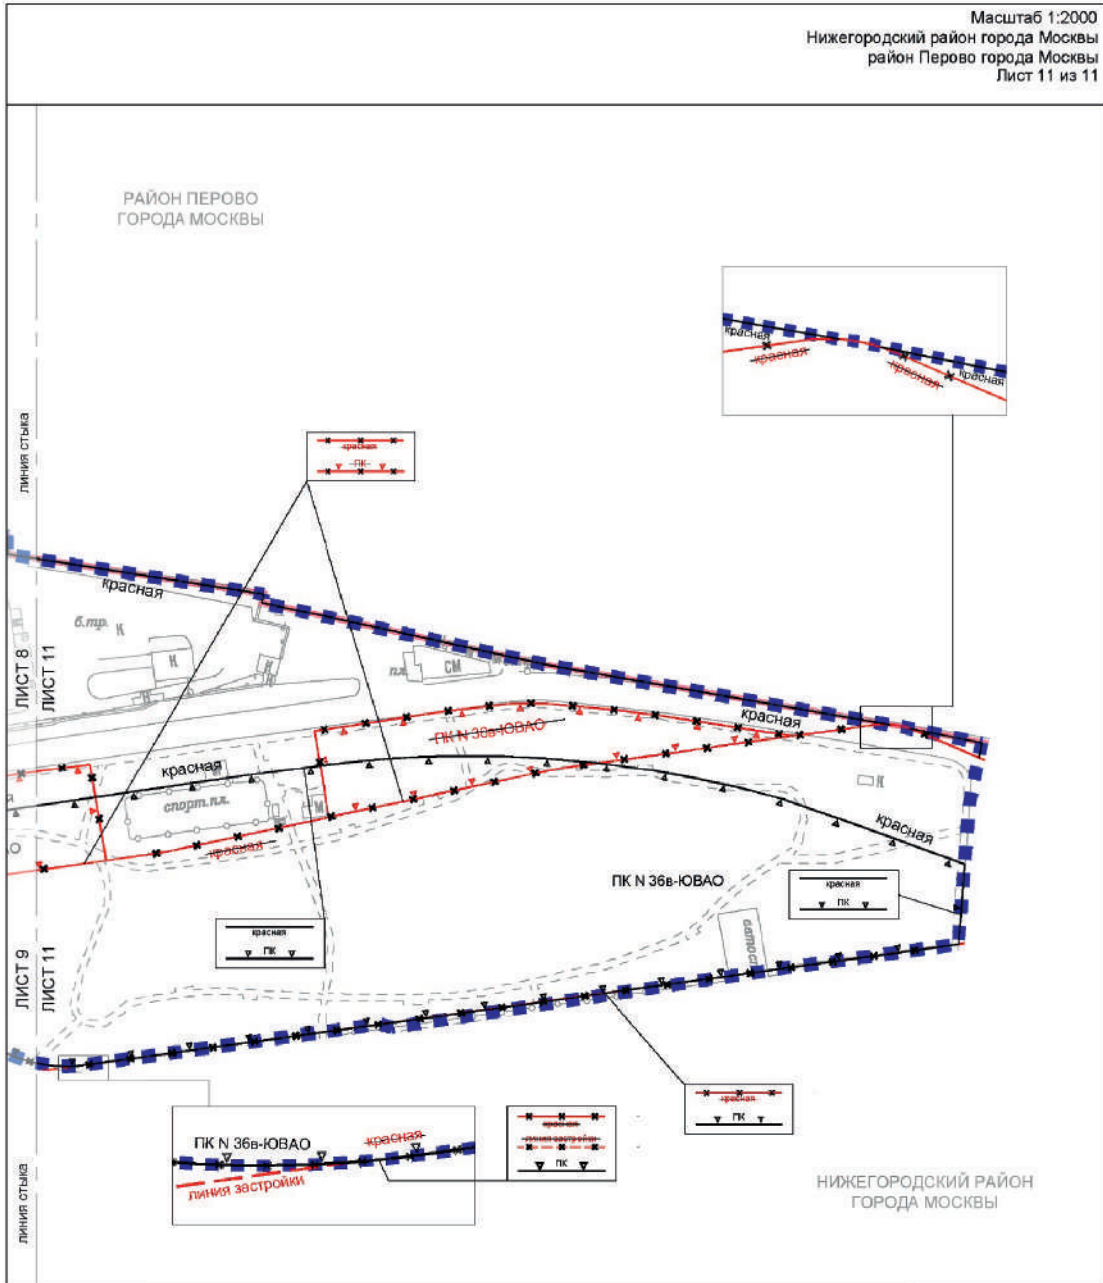 Масштаб 1:2000
Нижегородский район города Москвы
район Перово города Москвы
Лист 11 из 11
РАЙОН ПЕРОВО
ГОРОДА МОСКВЫ
красная
красная
красная
красная
линия стыка
красная
ПК
красная
б.тр.
К
К
К
Н
пл.
СМ
ЛИСТ 8
ЛИСТ 11
красная
ПК N 36в-ЮВАО
красная
спорт.пл.
М
К
красная
красная
ПК N 36в-ЮВАО
красная
ПК
красная
ПК
ЛИСТ 9
ЛИСТ 11
красная
ПК
ПК N 36в-ЮВАО
красная
линия застройки
красная
линия застройки
ПК
линия стыка
НИЖЕГОРОДСКИЙ РАЙОН
ГОРОДА МОСКВЫ